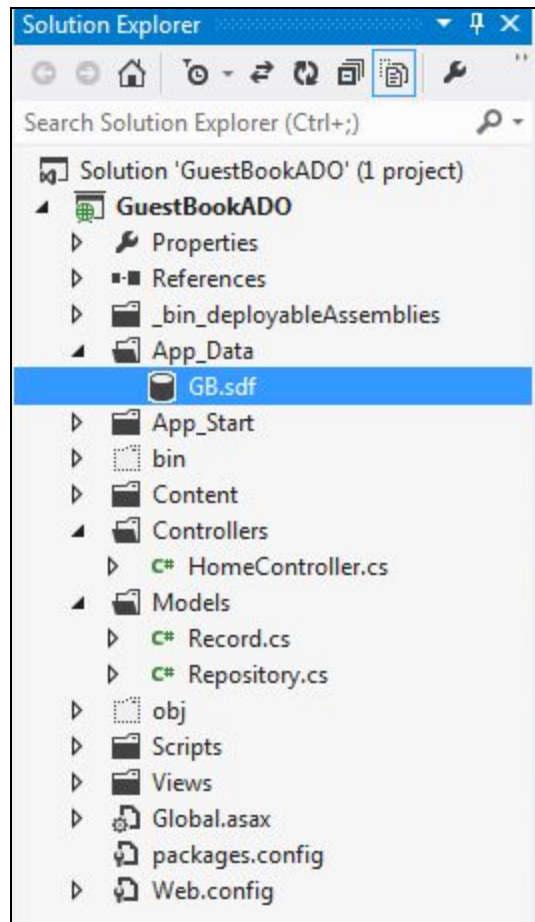 Solution Explorer
Search Solution Explorer (Ctrl+;)
Solution 'GuestBookADO' (1 project)
GuestBookADO
Properties
References
_bin_deployableAssemblies
App_Data
GB.sdf
App_Start
bin
Content
Controllers
C# HomeController.cs
Models
C# Record.cs
C# Repository.cs
obj
Scripts
Views
Global.asax
packages.config
Web.config